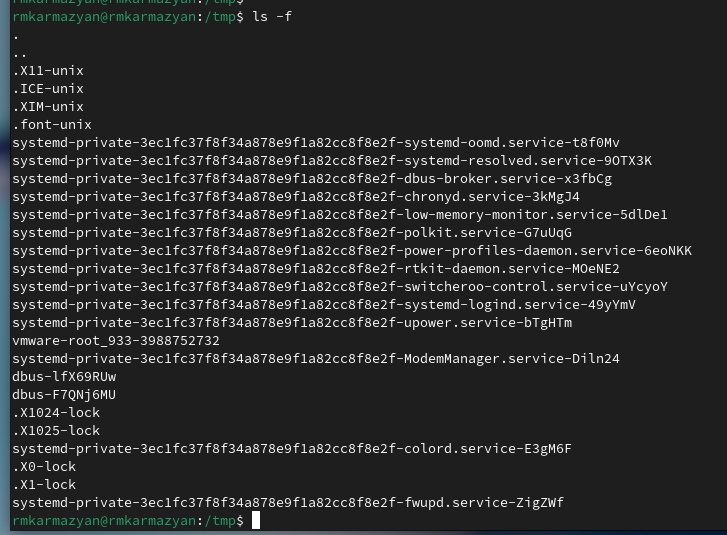 rmkarmazyan@rmkarmazyan:/tmp$
rmkarmazyan@rmkarmazyan:/tmp$ ls -f
.
..
.X11-unix
.ICE-unix
.XIM-unix
.font-unix
systemd-private-3ec1fc37f8f34a878e9f1a82cc8f8e2f-systemd-oomd.service-t8f0Mv
systemd-private-3ec1fc37f8f34a878e9f1a82cc8f8e2f-systemd-resolved.service-9OTX3K
systemd-private-3ec1fc37f8f34a878e9f1a82cc8f8e2f-dbus-broker.service-x3fbCg
systemd-private-3ec1fc37f8f34a878e9f1a82cc8f8e2f-chronyd.service-3kMgJ4
systemd-private-3ec1fc37f8f34a878e9f1a82cc8f8e2f-low-memory-monitor.service-5dlDe1
systemd-private-3ec1fc37f8f34a878e9f1a82cc8f8e2f-polkit.service-G7uUqG
systemd-private-3ec1fc37f8f34a878e9f1a82cc8f8e2f-power-profiles-daemon.service-6eoNKK
systemd-private-3ec1fc37f8f34a878e9f1a82cc8f8e2f-rtkit-daemon.service-MOeNE2
systemd-private-3ec1fc37f8f34a878e9f1a82cc8f8e2f-switcheroo-control.service-uYcyoY
systemd-private-3ec1fc37f8f34a878e9f1a82cc8f8e2f-systemd-logind.service-49yYmV
systemd-private-3ec1fc37f8f34a878e9f1a82cc8f8e2f-upower.service-bTgHTm
vmware-root_933-3988752732
systemd-private-3ec1fc37f8f34a878e9f1a82cc8f8e2f-ModemManager.service-Diln24
dbus-lfX69RUw
dbus-F7QNj6MU
.X1024-lock
.X1025-lock
systemd-private-3ec1fc37f8f34a878e9f1a82cc8f8e2f-colord.service-E3gM6F
.X0-lock
.X1-lock
systemd-private-3ec1fc37f8f34a878e9f1a82cc8f8e2f-fwupd.service-ZigZWf
rmkarmazyan@rmkarmazyan:/tmp$